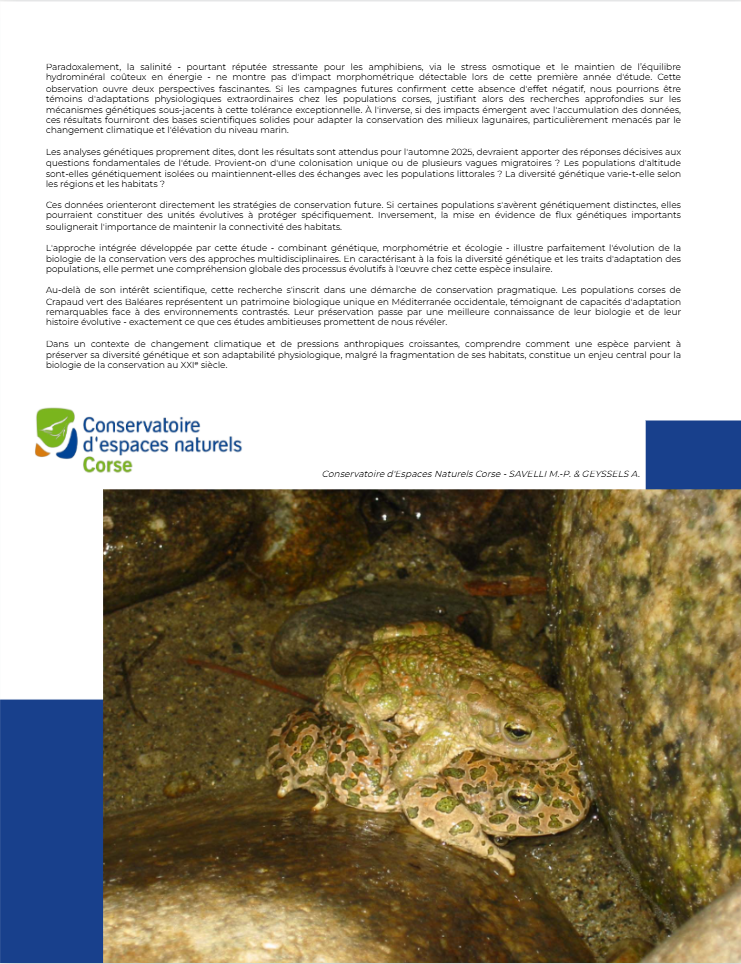 Paradoxalement, la salinité - pourtant réputée stressante pour les amphibiens, via le stress osmotique et le maintien de l'équilibre
hydrominéral coûteux en énergie - ne montre pas d'impact morphométrique détectable lors de cette première année d'étude. Cette
observation ouvre deux perspectives fascinantes. Si les campagnes futures confirment cette absence d'effet négatif, nous pourrions être
témoins d'adaptations physiologiques extraordinaires chez les populations corses, justifiant alors des recherches approfondies sur les
mécanismes génétiques sous-jacents à cette tolérance exceptionnelle. À l'inverse, si des impacts émergent avec l'accumulation des données,
ces résultats fourniront des bases scientifiques solides pour adapter la conservation des milieux lagunaires, particulièrement menacés par le
changement climatique et l'élévation du niveau marin.
Les analyses génétiques proprement dites, dont les résultats sont attendus pour l'automne 2025, devraient apporter des réponses décisives aux
questions fondamentales de l'étude. Provient-on d'une colonisation unique ou de plusieurs vagues migratoires ? Les populations d'altitude
sont-elles génétiquement isolées ou maintiennent-elles des échanges avec les populations littorales ? La diversité génétique varie-t-elle selon
les régions et les habitats ?
Ces données orienteront directement les stratégies de conservation future. Si certaines populations s'avèrent génétiquement distinctes, elles
pourraient constituer des unités évolutives à protéger spécifiquement. Inversement, la mise en évidence de flux génétiques importants
soulignerait l'importance de maintenir la connectivité des habitats.
L'approche intégrée développée par cette étude - combinant génétique, morphométrie et écologie - illustre parfaitement l'évolution de la
biologie de la conservation vers des approches multidisciplinaires. En caractérisant à la fois la diversité génétique et les traits d'adaptation des
populations, elle permet une compréhension globale des processus évolutifs à l'œuvre chez cette espèce insulaire.
Au-delà de son intérêt scientifique, cette recherche s'inscrit dans une démarche de conservation pragmatique. Les populations corses de
Crapaud vert des Baléares représentent un patrimoine biologique unique en Méditerranée occidentale, témoignant de capacités d'adaptation
remarquables face à des environnements contrastés. Leur préservation passe par une meilleure connaissance de leur biologie et de leur
histoire évolutive - exactement ce que ces études ambitieuses promettent de nous révéler.
Dans un contexte de changement climatique et de pressions anthropiques croissantes, comprendre comment une espèce parvient à
préserver sa diversité génétique et son adaptabilité physiologique, malgré la fragmentation de ses habitats, constitue un enjeu central pour la
biologie de la conservation au XXIᵉ siècle.
Conservatoire
d'espaces naturels
Corse
Conservatoire d'Espaces Naturels Corse - SAVELLI M.-P. & GEYSSELS A.